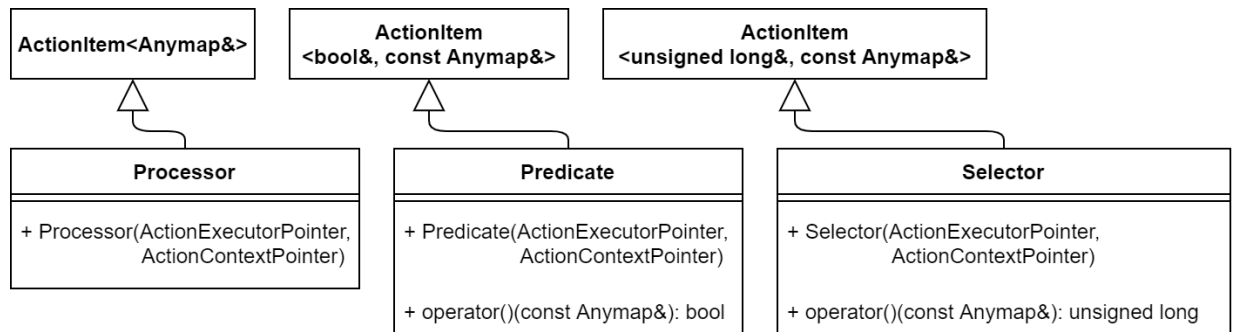 ActionItem<Anymap&>
ActionItem
<bool&, const Anymap&>
ActionItem
<unsigned long&, const Anymap&>
Processor
+ Processor(ActionExecutorPointer,
ActionContextPointer)
Predicate
+ Predicate(ActionExecutorPointer,
ActionContextPointer)
+ operator()(const Anymap&): bool
Selector
+ Selector(ActionExecutorPointer,
ActionContextPointer)
+ operator()(const Anymap&): unsigned long